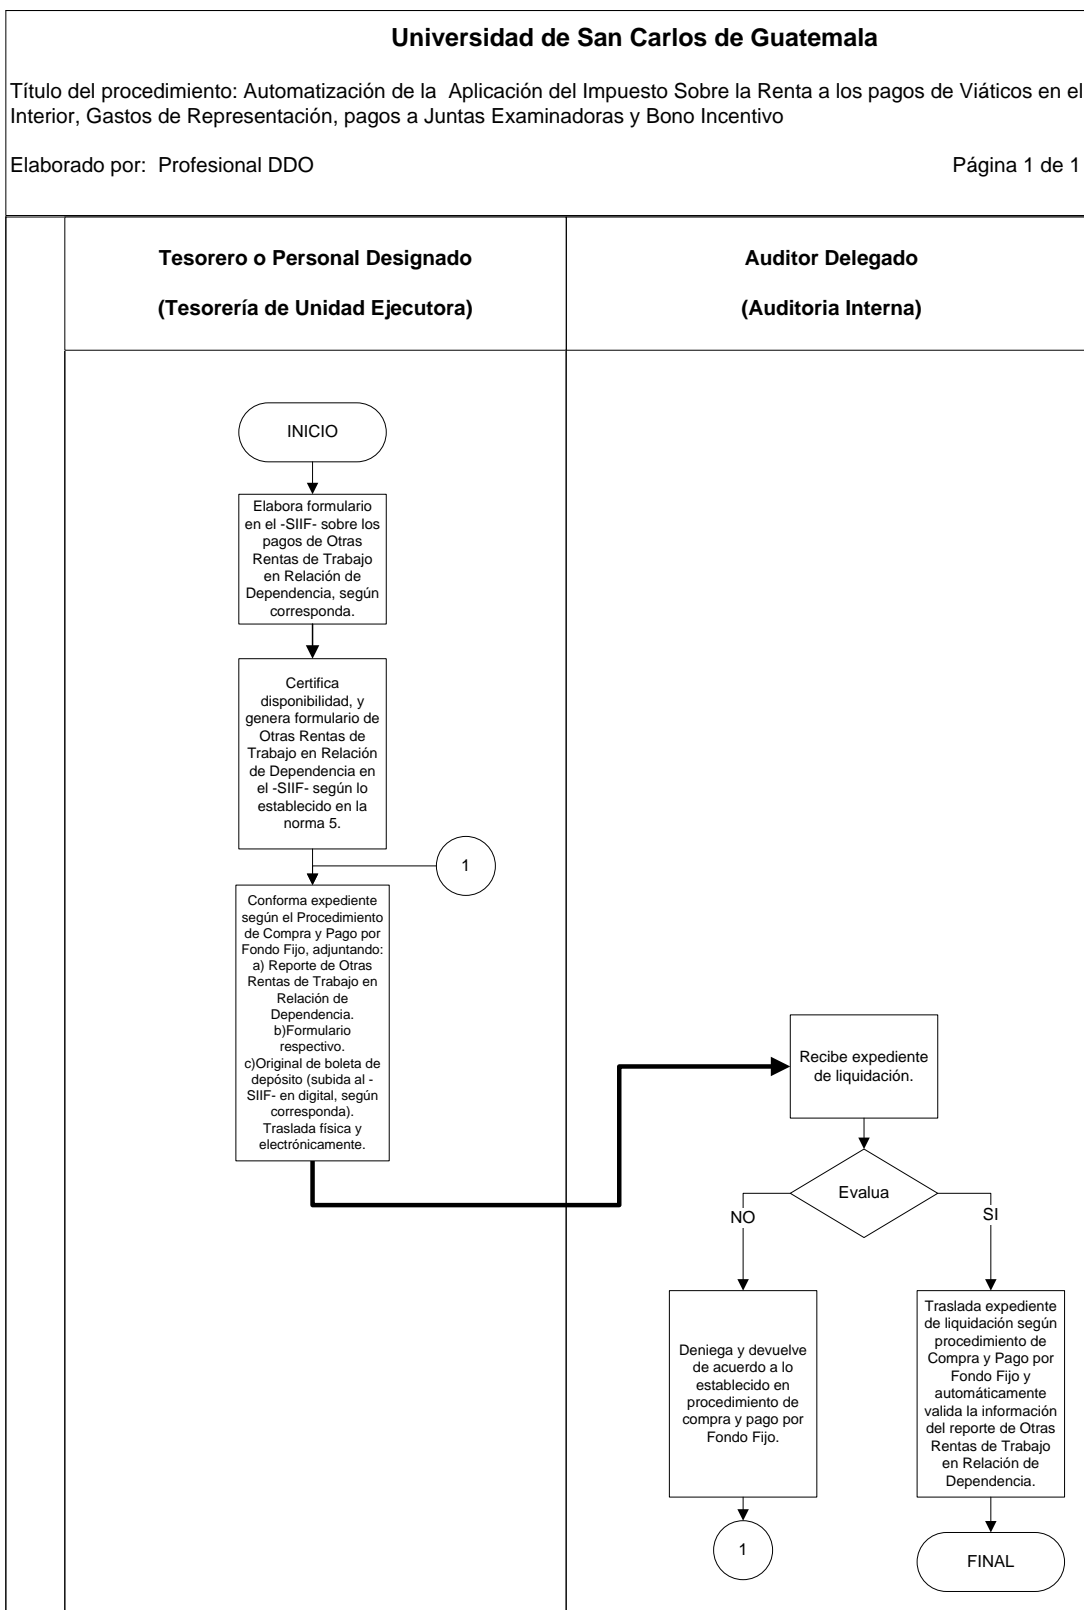 Universidad de San Carlos de Guatemala
Título del procedimiento: Automatización de la  Aplicación del Impuesto Sobre la Renta a los pagos de Viáticos en el
Interior, Gastos de Representación, pagos a Juntas Examinadoras y Bono Incentivo
Elaborado por:  Profesional DDO
Página 1 de 1
Tesorero o Personal Designado
(Tesorería de Unidad Ejecutora)
Auditor Delegado
(Auditoria Interna)
INICIO
Elabora formulario
en el -SIIF- sobre los
pagos de Otras
Rentas de Trabajo
en Relación de
Dependencia, según
corresponda.
Certifica
disponibilidad, y
genera formulario de
Otras Rentas de
Trabajo en Relación
de Dependencia en
el -SIIF- según lo
establecido en la
norma 5.
1
Conforma expediente
según el Procedimiento
de Compra y Pago por
Fondo Fijo, adjuntando:
a) Reporte de Otras
Rentas de Trabajo en
Relación de
Dependencia.
b)Formulario
respectivo.
c)Original de boleta de
depósito (subida al -
SIIF- en digital, según
corresponda).
Traslada física y
electrónicamente.
Recibe expediente
de liquidación.
Evalua
NO
SI
Deniega y devuelve
de acuerdo a lo
establecido en
procedimiento de
compra y pago por
Fondo Fijo.
Traslada expediente
de liquidación según
procedimiento de
Compra y Pago por
Fondo Fijo y
automáticamente
valida la información
del reporte de Otras
Rentas de Trabajo
en Relación de
Dependencia.
1
FINAL